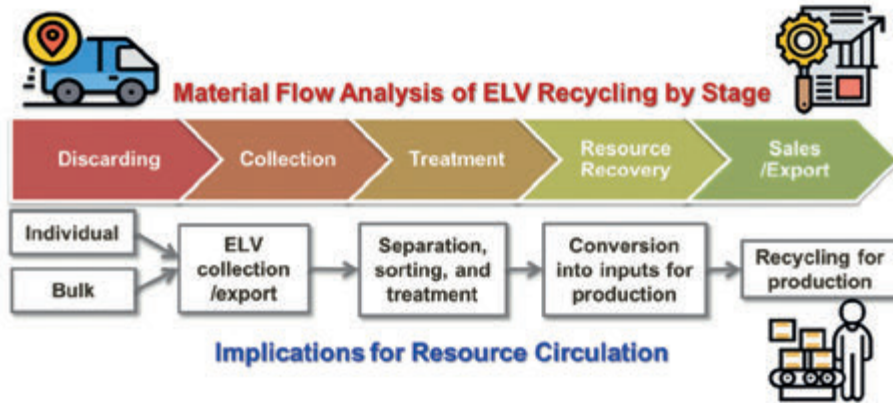 Material Flow Analysis of ELV Recycling by Stage
Discarding
Collection
Treatment
Resource
Recovery
Sales
/Export
Individual
Bulk
ELV
collection
/export
Separation,
sorting, and
treatment
Conversion
into inputs for
production
Recycling for
production
Implications for Resource Circulation